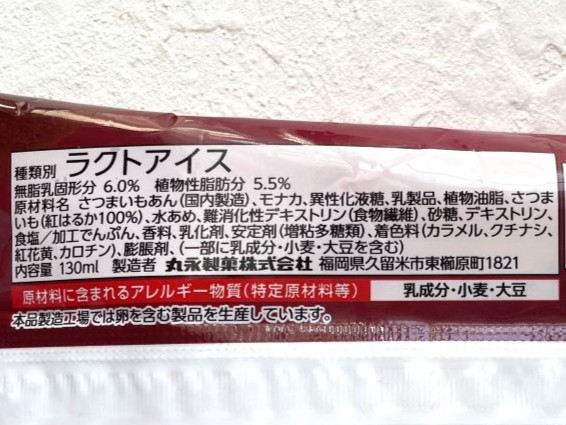 種類別 ラクトアイス
無脂乳固形分 6.0% 植物性脂肪分 5.5%
原材料名 さつまいもあん(国内製造)、モナカ、異性化液糖、乳製品、植物油脂、さつま
いも(紅はるか100%)、水あめ、難消化性デキストリン(食物繊維)、砂糖、デキストリン、
食塩/加工でんぷん、香料、乳化剤、安定剤(増粘多糖類)、着色料(カラメル、クチナシ、
紅花黄、カロチン)、膨脹剤、(一部に乳成分・小麦・大豆を含む)
内容量 130ml 製造者 丸永製菓株式会社 福岡県久留米市東櫛原町1821
原材料に含まれるアレルギー物質(特定原材料等) 乳成分・小麦・大豆
本品製造工場では卵を含む製品を生産しています。